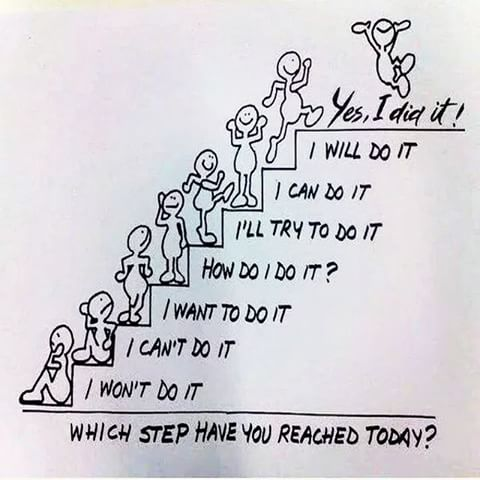 Yes, I did it!
I WILL DO IT
I CAN DO IT
I'LL TRY TO DO IT
HOW DO I DO IT?
I WANT TO DO IT
I CAN'T DO IT
I WON'T DO IT
WHICH STEP HAVE YOU REACHED TODAY?